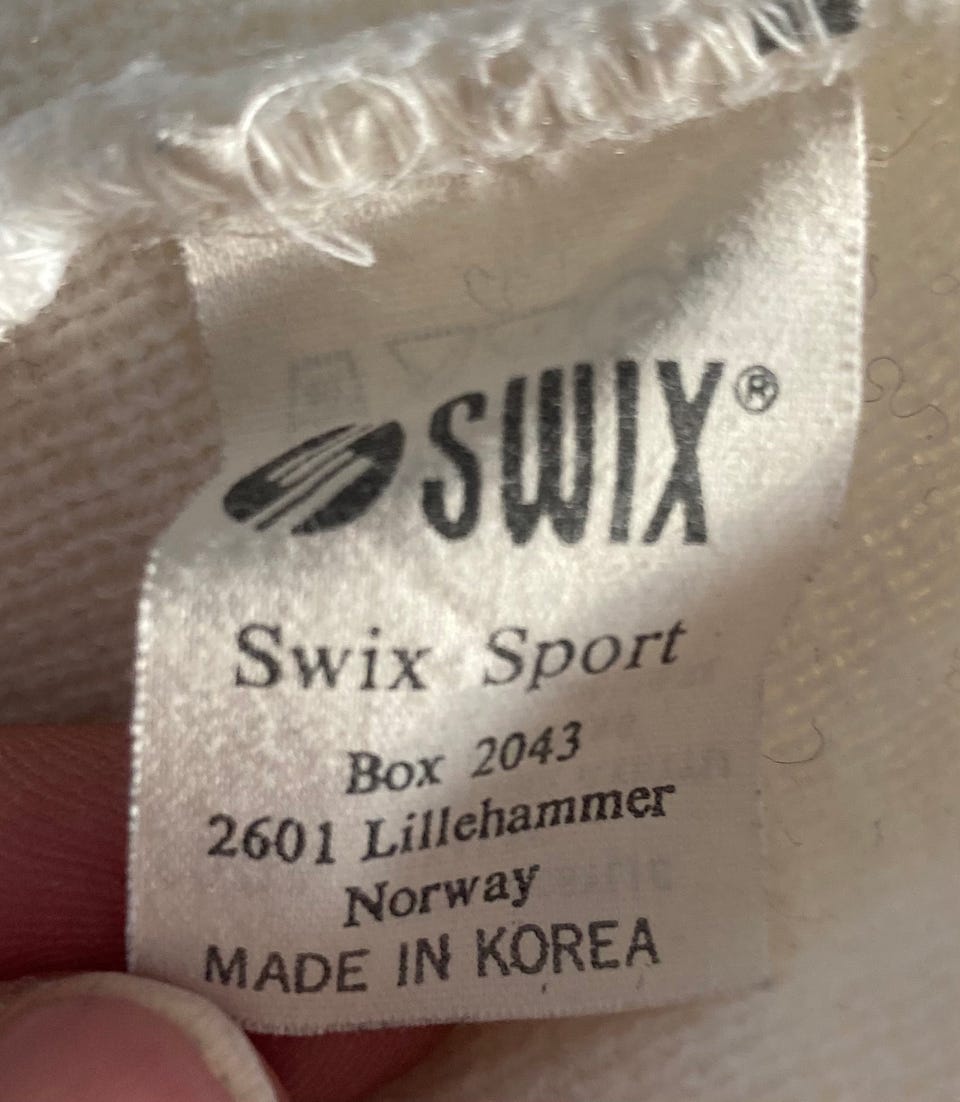 SWIX®
Swix Sport
Box 2043
2601 Lillehammer
Norway
MADE IN KOREA